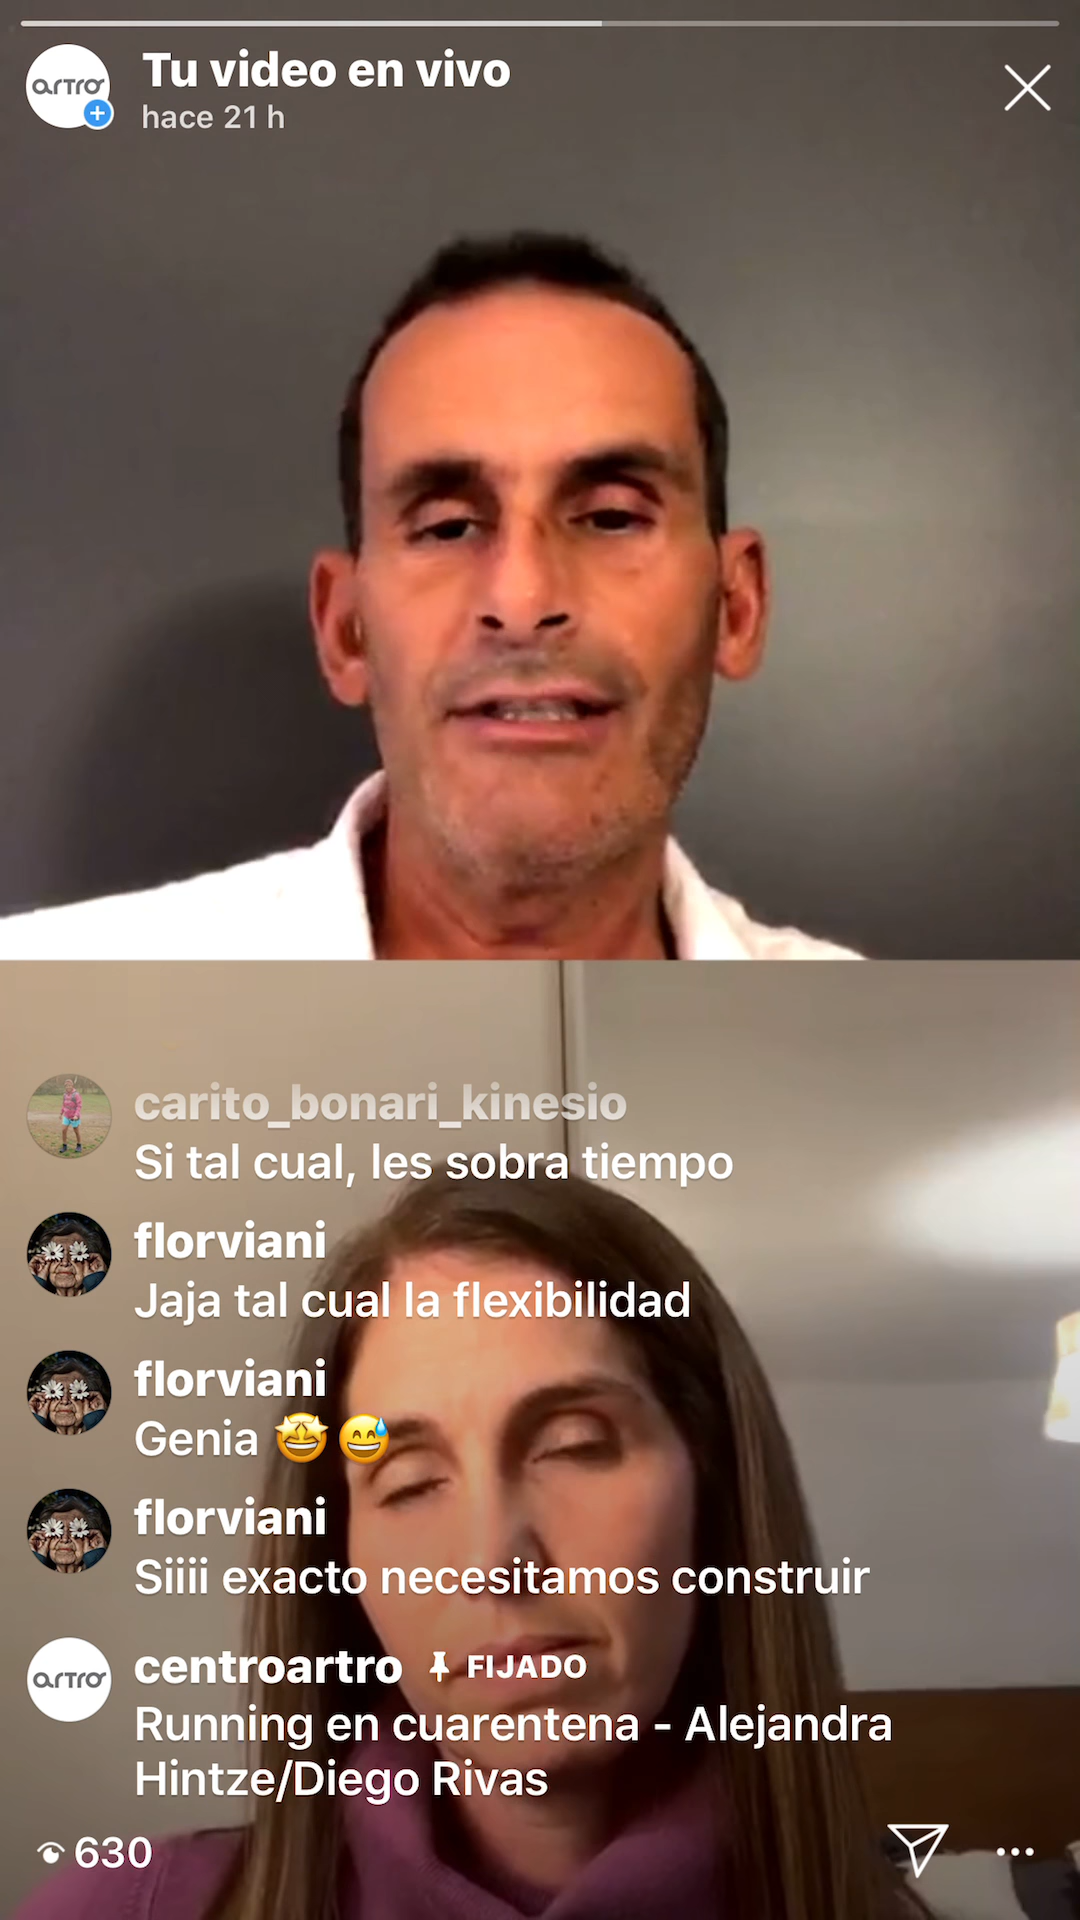 artro
Tu video en vivo
hace 21 h
carito_bonari_kinesio
Si tal cual, les sobra tiempo
florviani
Jaja tal cual la flexibilidad
florviani
Genia 🤩 😅
florviani
Siiii exacto necesitamos construir
artro
centroartro 📌 FIJADO
Running en cuarentena - Alejandra
Hintze/Diego Rivas
630